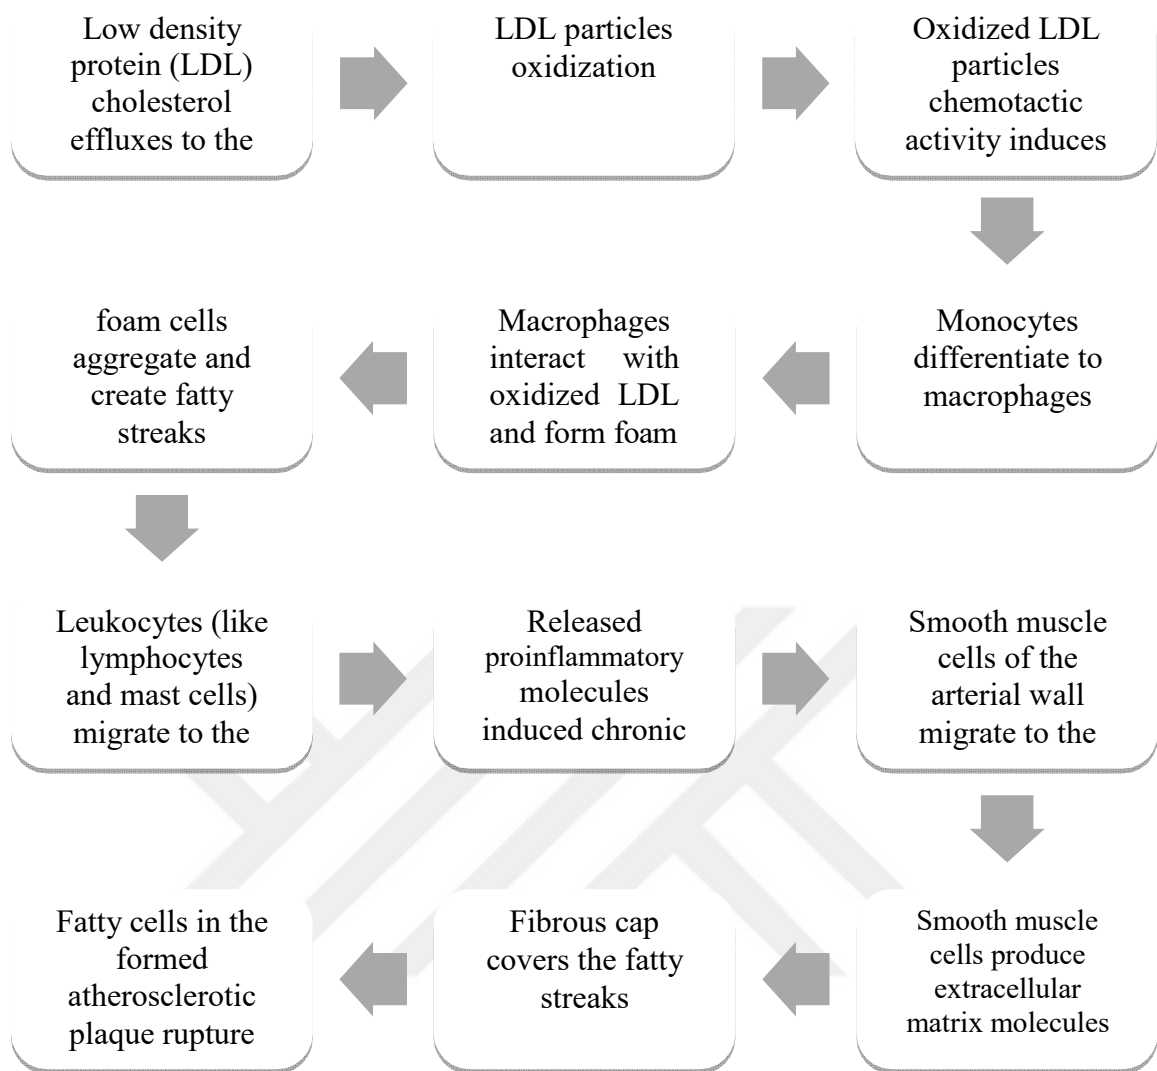 Low density
protein (LDL)
cholesterol
effluxes to the
LDL particles
oxidization
Oxidized LDL
particles
chemotactic
activity induces
Monocytes
differentiate to
macrophages
Macrophages
interact with
oxidized LDL
and form foam
foam cells
aggregate and
create fatty
streaks
Leukocytes (like
lymphocytes
and mast cells)
migrate to the
Released
proinflammatory
molecules
induced chronic
Smooth muscle
cells of the
arterial wall
migrate to the
Smooth muscle
cells produce
extracellular
matrix molecules
Fibrous cap
covers the fatty
streaks
Fatty cells in the
formed
atherosclerotic
plaque rupture